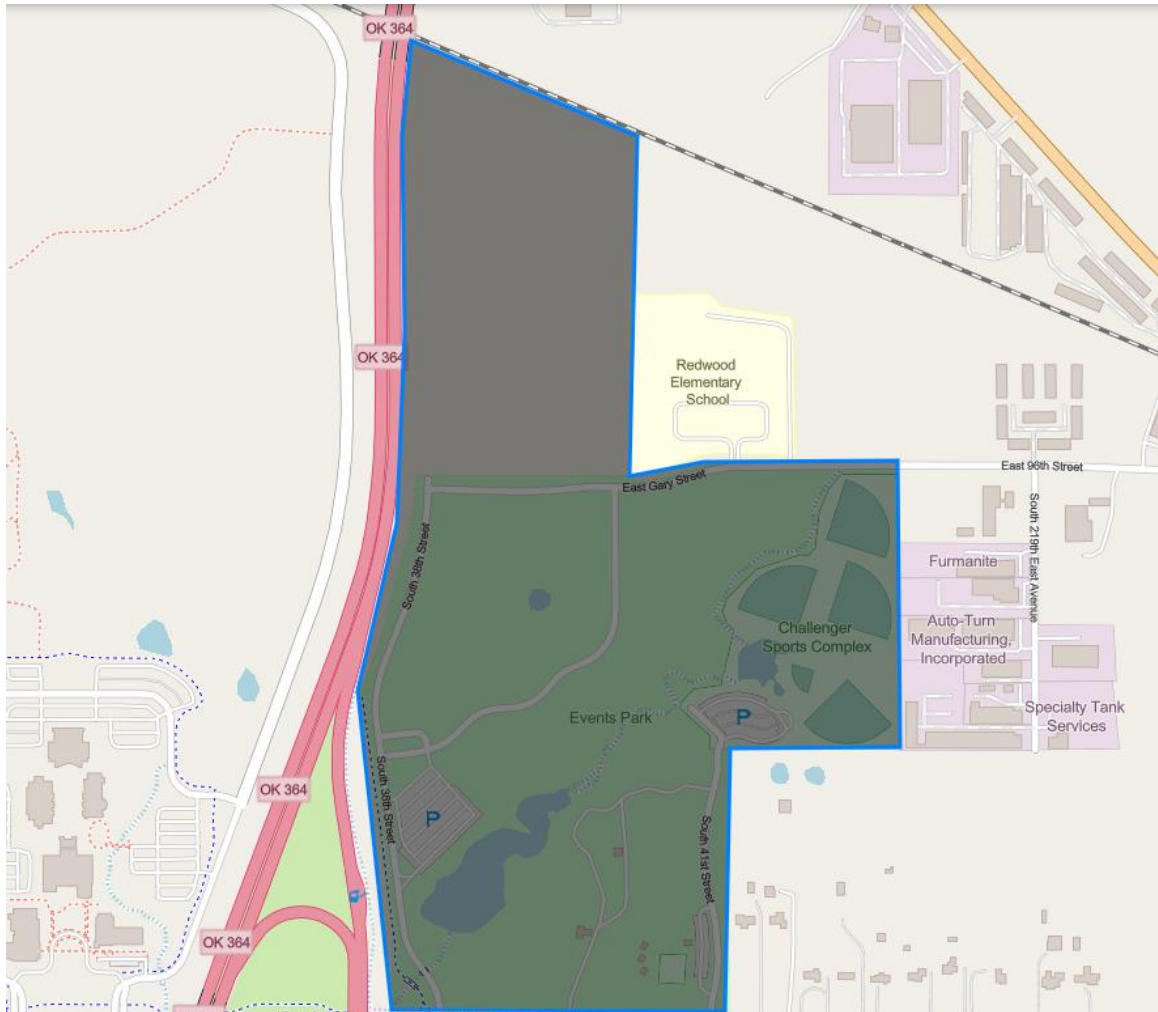 OK 364
OK 364
Redwood
Elementary
School
East Gary Street
East 96th Street
South 38th Street
South 219th East Avenue
Furmanite
Auto-Turn
Manufacturing,
Incorporated
Challenger
Sports Complex
Specialty Tank
Services
Events Park
P
South 38th Street
OK 364
P
South 41st Street
OK 364